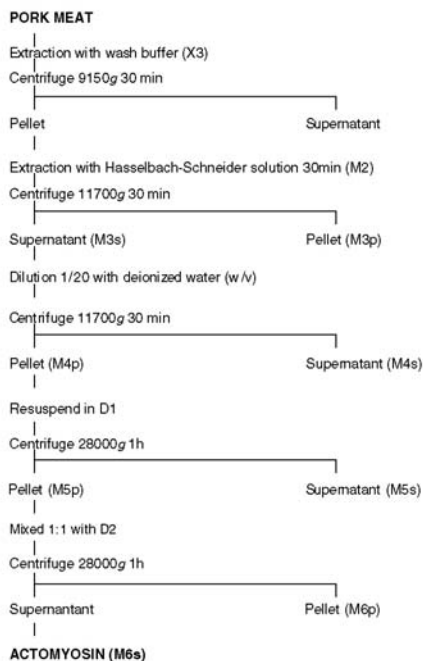 PORK MEAT
Extraction with wash buffer (X3)
Centrifuge 9150g 30 min
Pellet Supernatant
Extraction with Hasselbach-Schneider solution 30min (M2)
Centrifuge 11700g 30 min
Supernatant (M3s) Pellet (M3p)
Dilution 1/20 with deionized water (w/v)
Centrifuge 11700g 30 min
Pellet (M4p) Supernatant (M4s)
Resuspend in D1
Centrifuge 28000g 1h
Pellet (M5p) Supernatant (M5s)
Mixed 1:1 with D2
Centrifuge 28000g 1h
Supernantant Pellet (M6p)
ACTOMYOSIN (M6s)